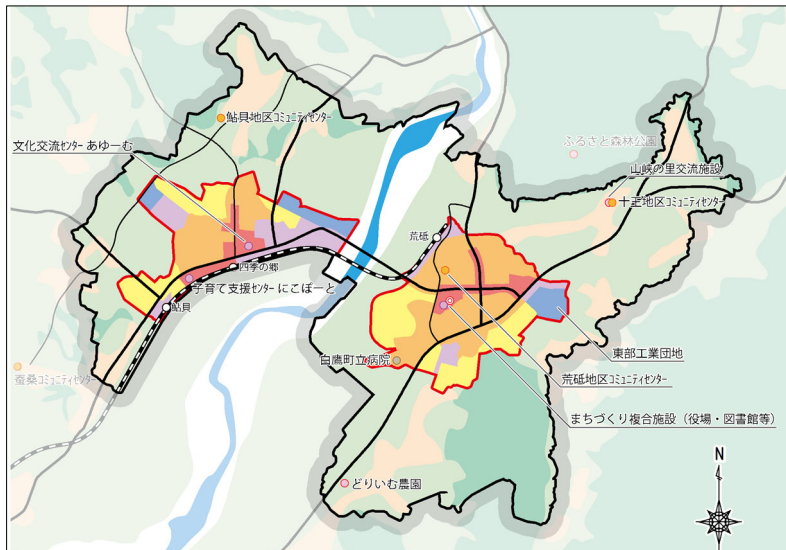 鮎貝地区コミュニティセンター
文化交流センター あゆーむ
ふるさと森林公園
山峡の里交流施設
十王地区コミュニティセンター
荒砥
四季の郷
子育て支援センター にこぽーと
鮎貝
東部工業団地
白鷹町立病院
蚕桑コミュニティセンター
荒砥地区コミュニティセンター
まちづくり複合施設（役場・図書館等）
N
どりいむ農園